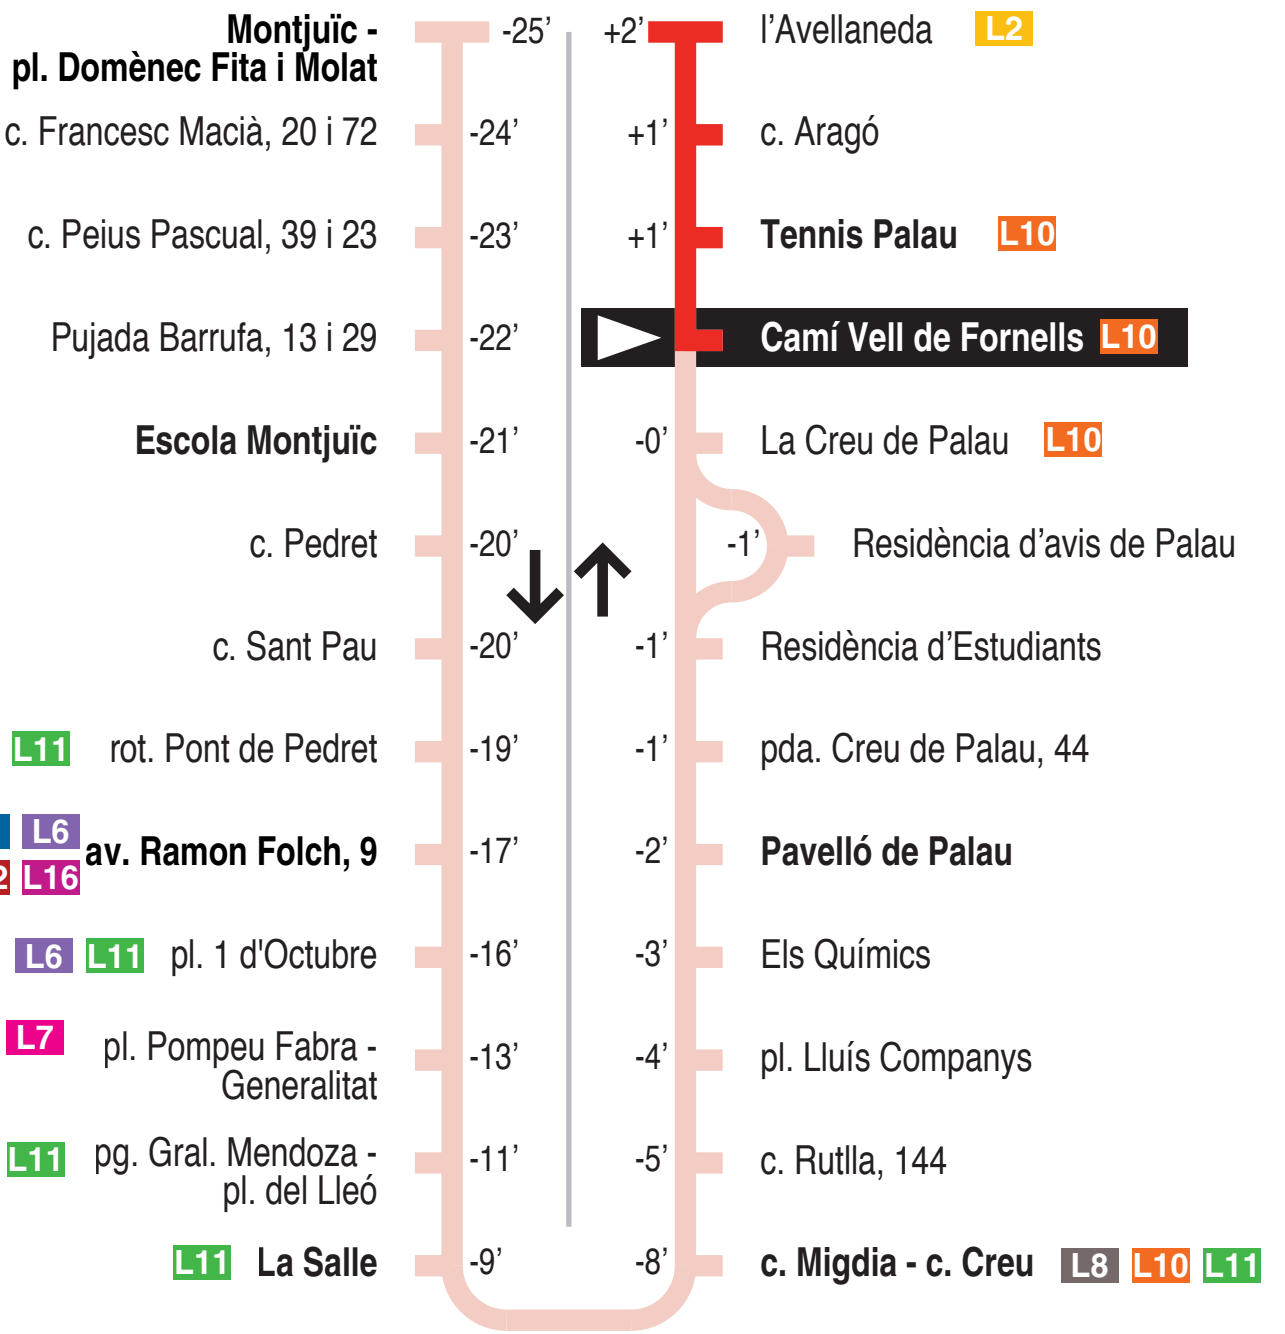 Montjuïc -
pl. Domènec Fita i Molat
-25’
c. Francesc Macià, 20 i 72
-24’
c. Peius Pascual, 39 i 23
-23’
Pujada Barrufa, 13 i 29
-22’
Escola Montjuïc
-21’
c. Pedret
-20’
c. Sant Pau
-20’
L11 rot. Pont de Pedret
-19’
L6
L16
av. Ramon Folch, 9
-17’
L6 L11 pl. 1 d'Octubre
-16’
L7
pl. Pompeu Fabra -
Generalitat
-13’
L11
pg. Gral. Mendoza -
pl. del Lleó
-11’
L11 La Salle
-9’
+2’ l’Avellaneda L2
+1’ c. Aragó
+1’ Tennis Palau L10
Camí Vell de Fornells L10
-0’ La Creu de Palau L10
-1’ Residència d’avis de Palau
-1’ Residència d’Estudiants
-1’ pda. Creu de Palau, 44
-2’ Pavelló de Palau
-3’ Els Químics
-4’ pl. Lluís Companys
-5’ c. Rutlla, 144
-8’ c. Migdia - c. Creu L8 L10 L11